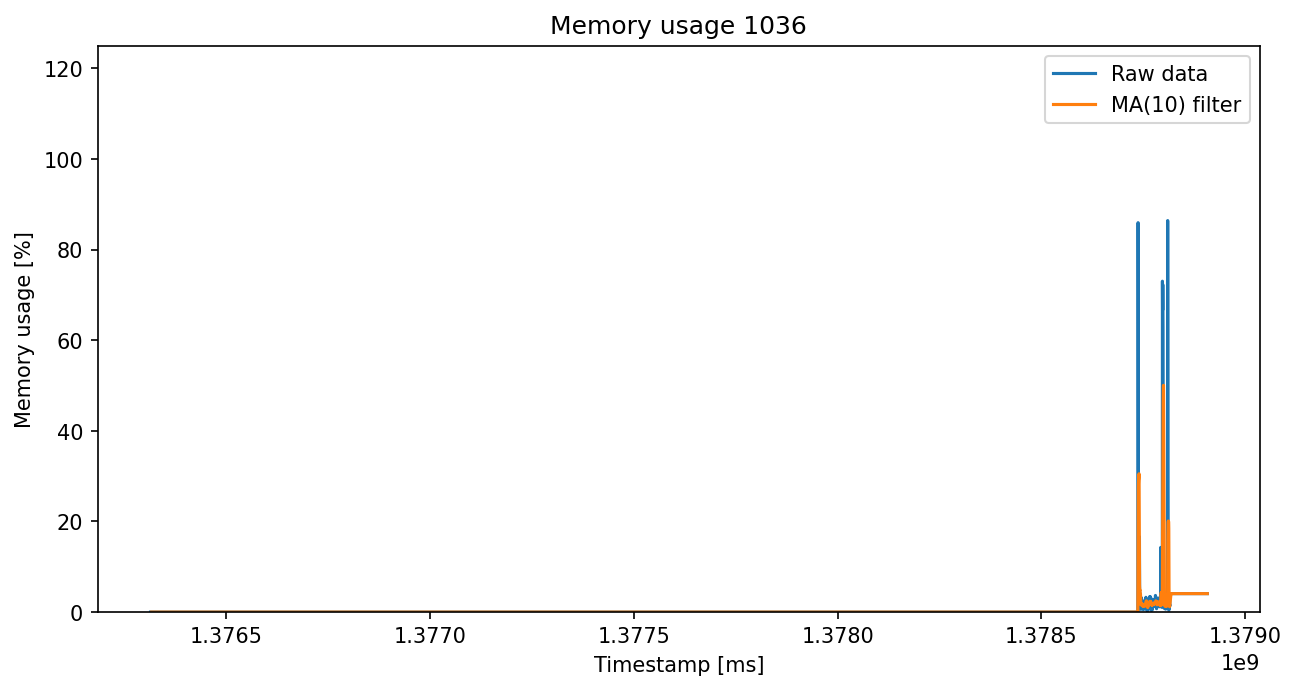 Memory usage 1036
Raw data
MA(10) filter
Memory usage [%]
120
100
80
60
40
20
0
1.3765 1.3770 1.3775 1.3780 1.3785 1.3790
1e9
Timestamp [ms]